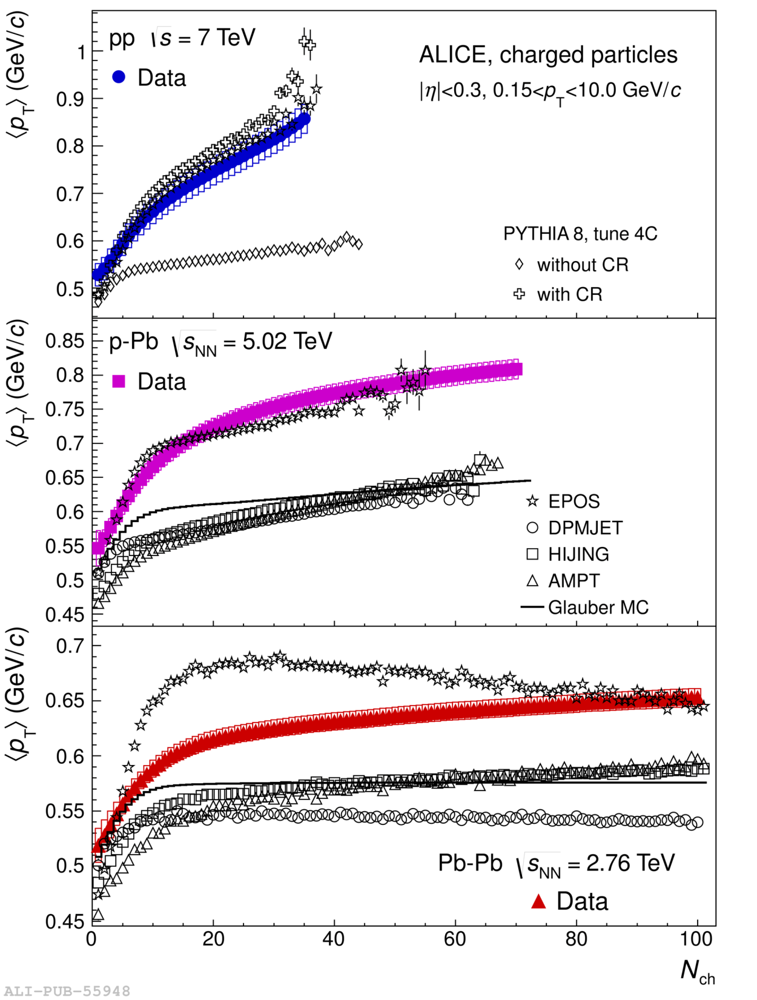 ⟨pT⟩ (GeV/c)
pp √s = 7 TeV
Data
ALICE, charged particles
|η|<0.3, 0.15<pT<10.0 GeV/c
1
0.9
0.8
0.7
0.6
0.5
PYTHIA 8, tune 4C
without CR
with CR
⟨pT⟩ (GeV/c)
p-Pb √sNN = 5.02 TeV
Data
0.85
0.8
0.75
0.7
0.65
0.6
0.55
0.5
0.45
EPOS
DPMJET
HIJING
AMPT
Glauber MC
⟨pT⟩ (GeV/c)
0.7
0.65
0.6
0.55
0.5
0.45
Pb-Pb √sNN = 2.76 TeV
Data
0 20 40 60 80 100
Nch
ALI-PUB-55948